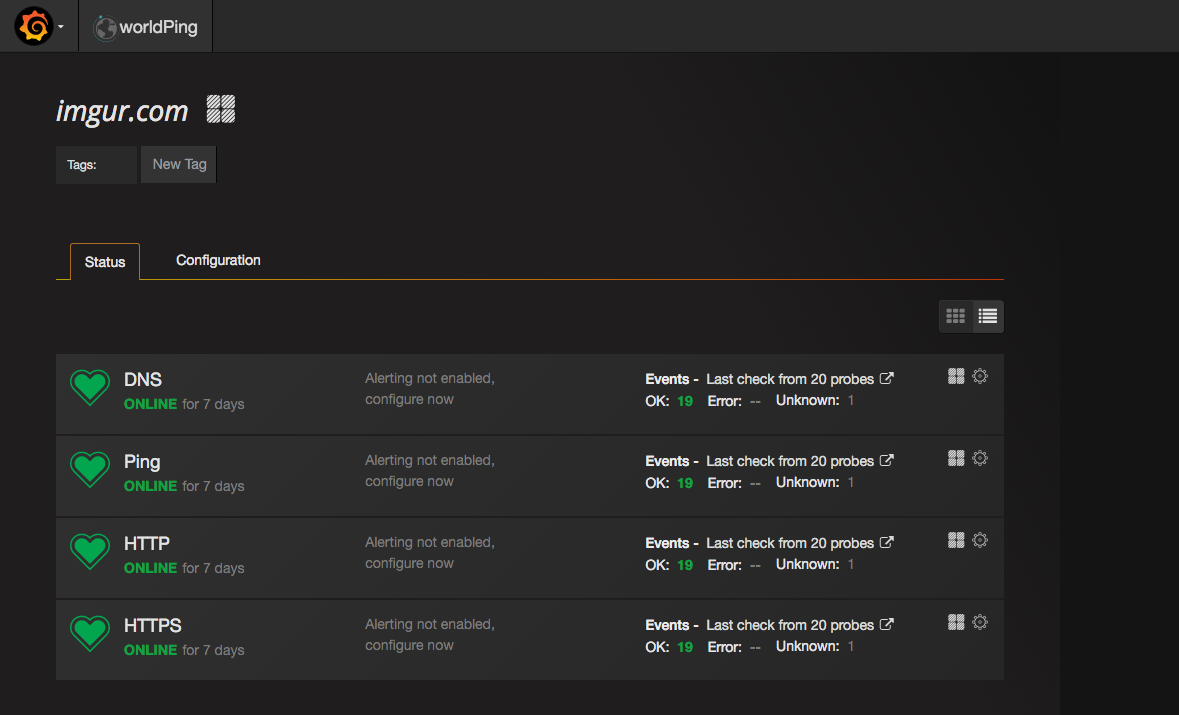 worldPing
imgur.com
Tags: New Tag
Status Configuration
DNS
ONLINE for 7 days
Alerting not enabled,
configure now
Events - Last check from 20 probes
OK: 19 Error: -- Unknown: 1
Ping
ONLINE for 7 days
Alerting not enabled,
configure now
Events - Last check from 20 probes
OK: 19 Error: -- Unknown: 1
HTTP
ONLINE for 7 days
Alerting not enabled,
configure now
Events - Last check from 20 probes
OK: 19 Error: -- Unknown: 1
HTTPS
ONLINE for 7 days
Alerting not enabled,
configure now
Events - Last check from 20 probes
OK: 19 Error: -- Unknown: 1